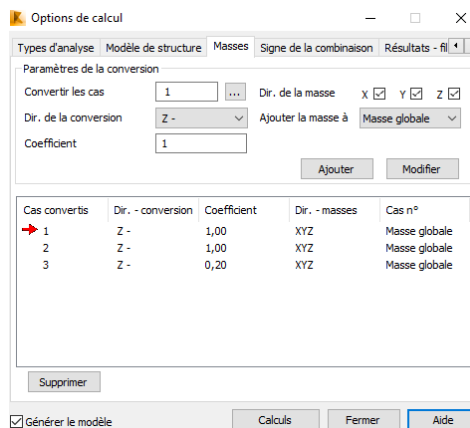 Options de calcul
Types d'analyse Modèle de structure Masses Signe de la combinaison Résultats - fil
Paramètres de la conversion
Convertir les cas 1 ... Dir. de la masse X Y Z
Dir. de la conversion Z - Ajouter la masse à Masse globale
Coefficient 1
Ajouter Modifier
Cas convertis Dir. - conversion Coefficient Dir. - masses Cas n°
1 Z - 1,00 XYZ Masse globale
2 Z - 1,00 XYZ Masse globale
3 Z - 0,20 XYZ Masse globale
Supprimer
Générer le modèle Calculs Fermer Aide